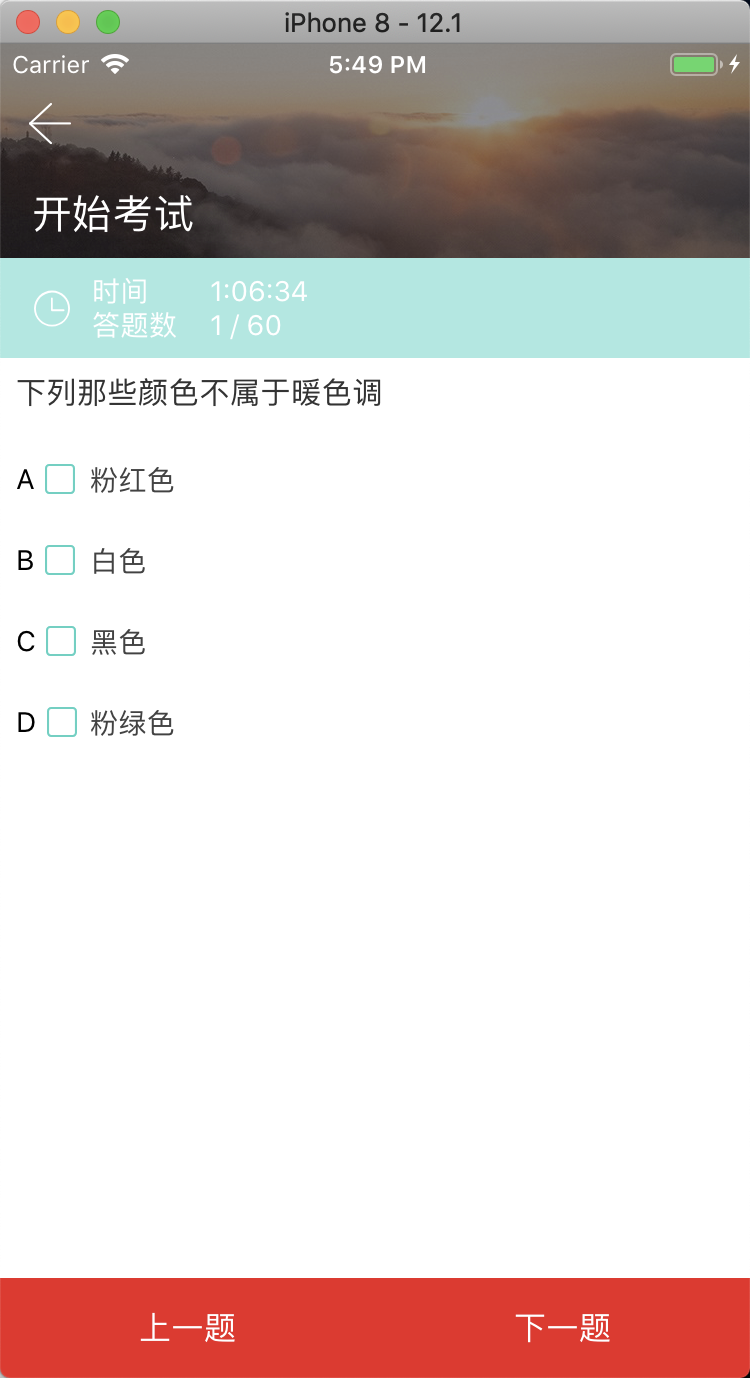 iPhone 8 - 12.1
Carrier 5:49 PM
开始考试
时间 1:06:34
答题数 1 / 60
下列那些颜色不属于暖色调
A 粉红色
B 白色
C 黑色
D 粉绿色
上一题 下一题